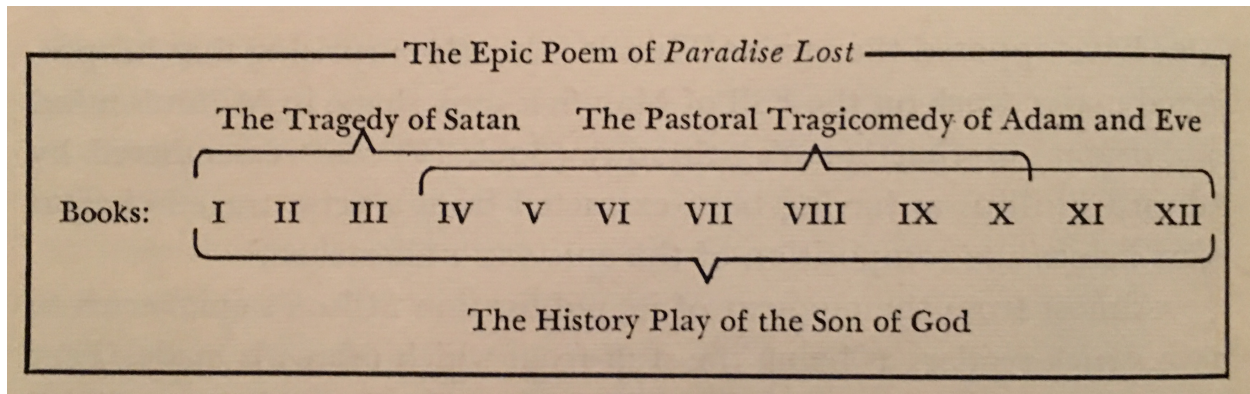 The Epic Poem of Paradise Lost
The Tragedy of Satan The Pastoral Tragicomedy of Adam and Eve
Books: I II III IV V VI VII VIII IX X XI XII
The History Play of the Son of God